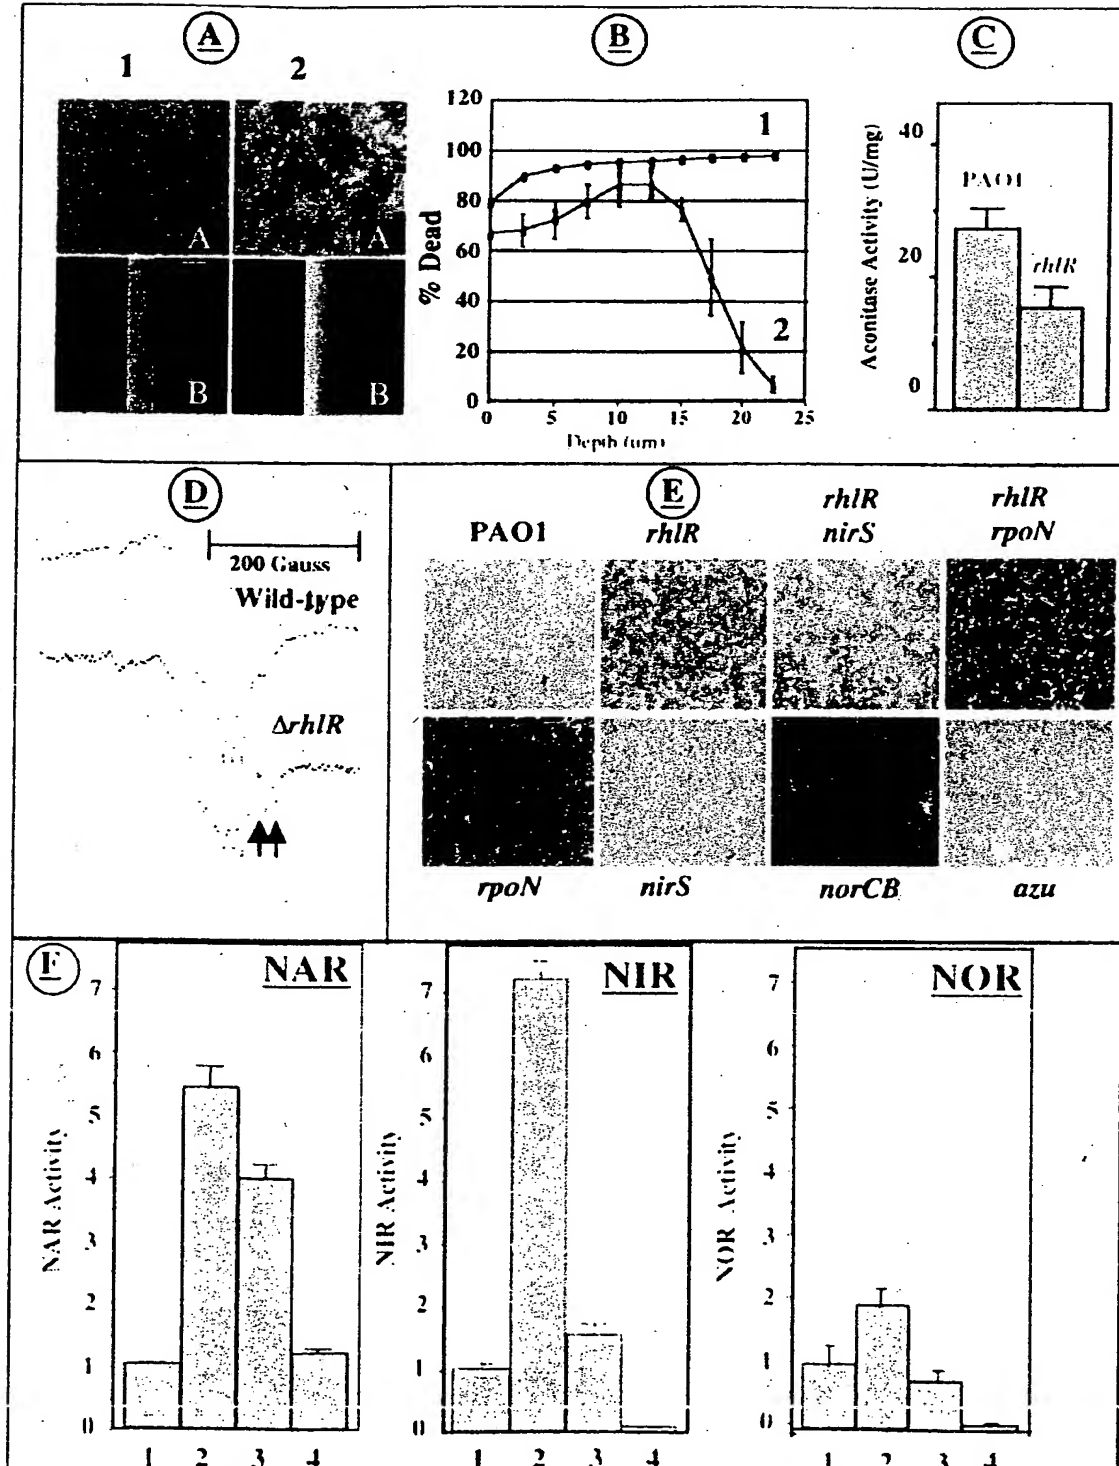 A
1 2
A A
B B
B
120
100
80
60
40
20
0
0 5 10 15 20 25
% Dead
Depth (um)
1
2
C
40
20
0
Aconitase Activity (U/mg)
PAO1
rhlR
D
200 Gauss
Wild-type
ΔrhlR
E
PAO1
rhlR
rhlR
nirS
rhlR
rpoN
rpoN
nirS
norCB
azu
F
NAR
7
6
5
4
3
2
1
0
NAR Activity
1 2 3 4
NIR
7
6
5
4
3
2
1
0
NIR Activity
1 2 3 4
NOR
7
6
5
4
3
2
1
0
NOR Activity
1 2 3 4